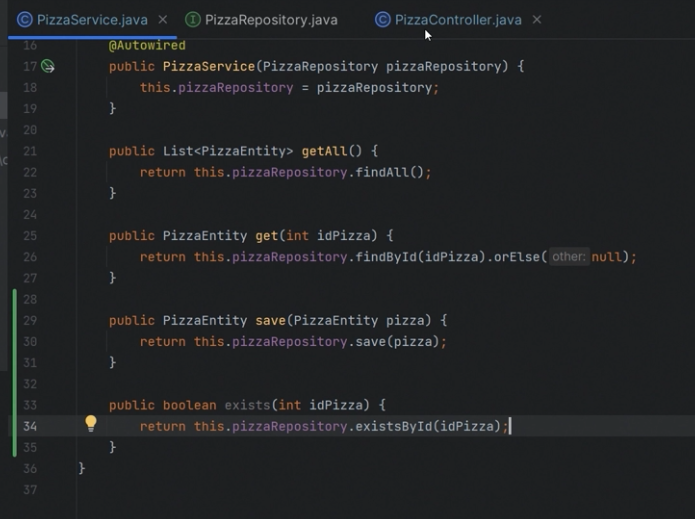 PizzaService.java PizzaRepository.java PizzaController.java
16 @Autowired
17 public PizzaService(PizzaRepository pizzaRepository) {
18 this.pizzaRepository = pizzaRepository;
19 }
20
21 public List<PizzaEntity> getAll() {
22 return this.pizzaRepository.findAll();
23 }
24
25 public PizzaEntity get(int idPizza) {
26 return this.pizzaRepository.findById(idPizza).orElse( other: null);
27 }
28
29 public PizzaEntity save(PizzaEntity pizza) {
30 return this.pizzaRepository.save(pizza);
31 }
32
33 public boolean exists(int idPizza) {
34 return this.pizzaRepository.existsById(idPizza);
35 }
36 }
37